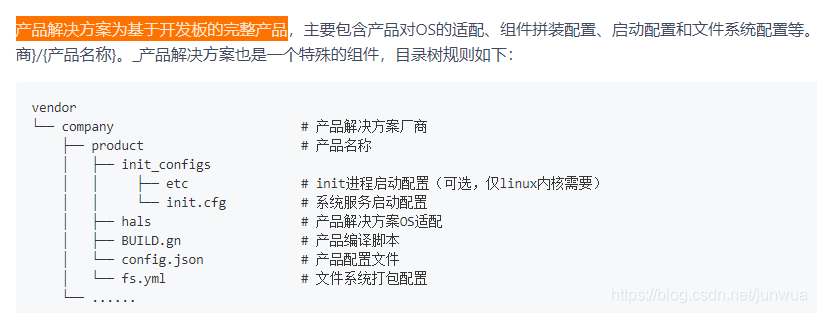 产品解决方案为基于开发板的完整产品，主要包含产品对OS的适配、组件拼装配置、启动配置和文件系统配置等。
商}/{产品名称}。_产品解决方案也是一个特殊的组件，目录树规则如下：
vendor
└── company # 产品解决方案厂商
├── product # 产品名称
│ ├── init_configs
│ │ ├── etc # init进程启动配置（可选，仅linux内核需要）
│ │ └── init.cfg # 系统服务启动配置
│ ├── hals # 产品解决方案OS适配
│ ├── BUILD.gn # 产品编译脚本
│ └── config.json # 产品配置文件
│ └── fs.yml # 文件系统打包配置
└── ......
https://blog.csdn.net/junwua